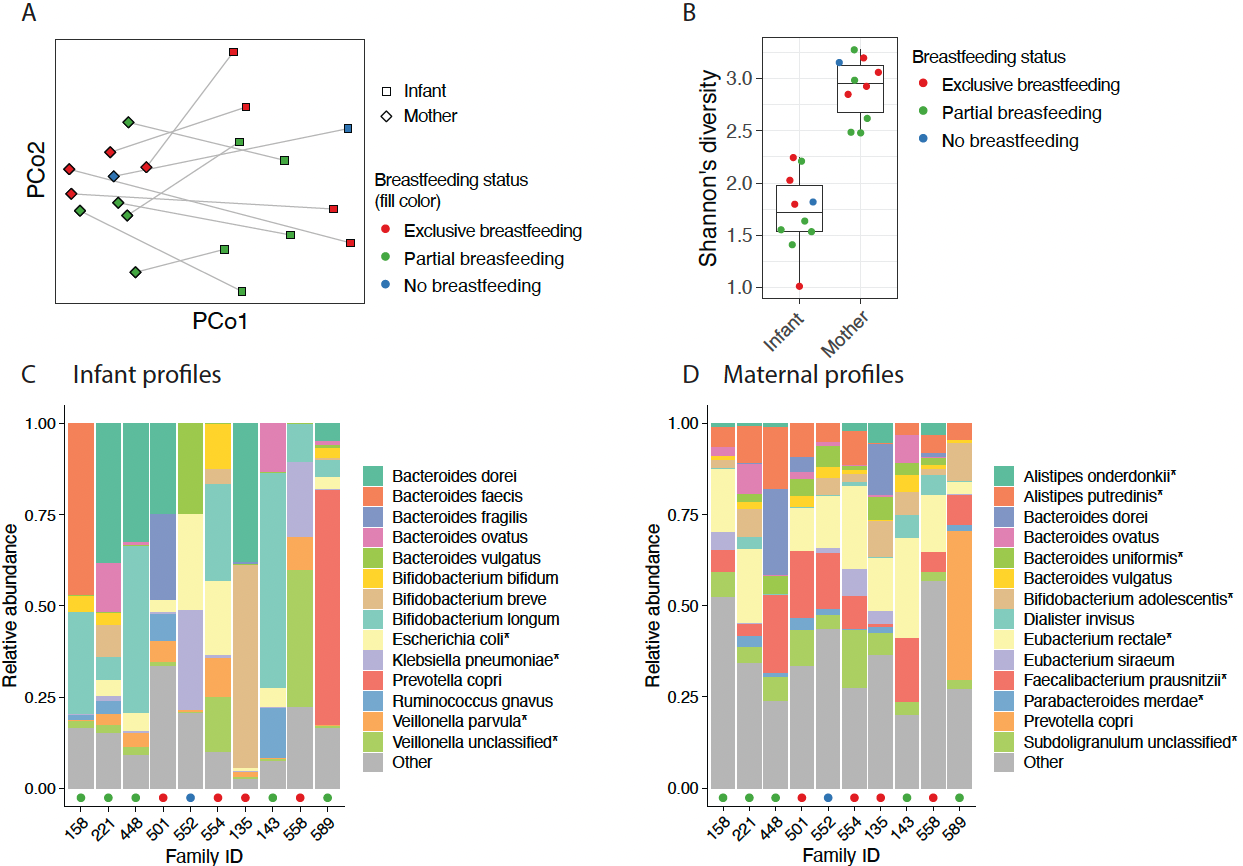 A
PCo2
PCo1
Infant
Mother
Breastfeeding status
(fill color)
Exclusive breastfeeding
Partial breasfeeding
No breastfeeding
B
Shannon's diversity
3.0
2.5
2.0
1.5
1.0
Infant
Mother
Breastfeeding status
Exclusive breastfeeding
Partial breasfeeding
No breastfeeding
C Infant profiles
Relative abundance
1.00
0.75
0.50
0.25
0.00
158 221 448 501 552 554 135 143 558 589
Family ID
Bacteroides dorei
Bacteroides faecis
Bacteroides fragilis
Bacteroides ovatus
Bacteroides vulgatus
Bifidobacterium bifidum
Bifidobacterium breve
Bifidobacterium longum
Escherichia coli*
Klebsiella pneumoniae*
Prevotella copri
Ruminococcus gnavus
Veillonella parvula*
Veillonella unclassified*
Other
D Maternal profiles
Relative abundance
1.00
0.75
0.50
0.25
0.00
158 221 448 501 552 554 135 143 558 589
Family ID
Alistipes onderdonkii*
Alistipes putredinis*
Bacteroides dorei
Bacteroides ovatus
Bacteroides uniformis*
Bacteroides vulgatus
Bifidobacterium adolescentis*
Dialister invisus
Eubacterium rectale*
Eubacterium siraeum
Faecalibacterium prausnitzii*
Parabacteroides merdae*
Prevotella copri
Subdoligranulum unclassified*
Other